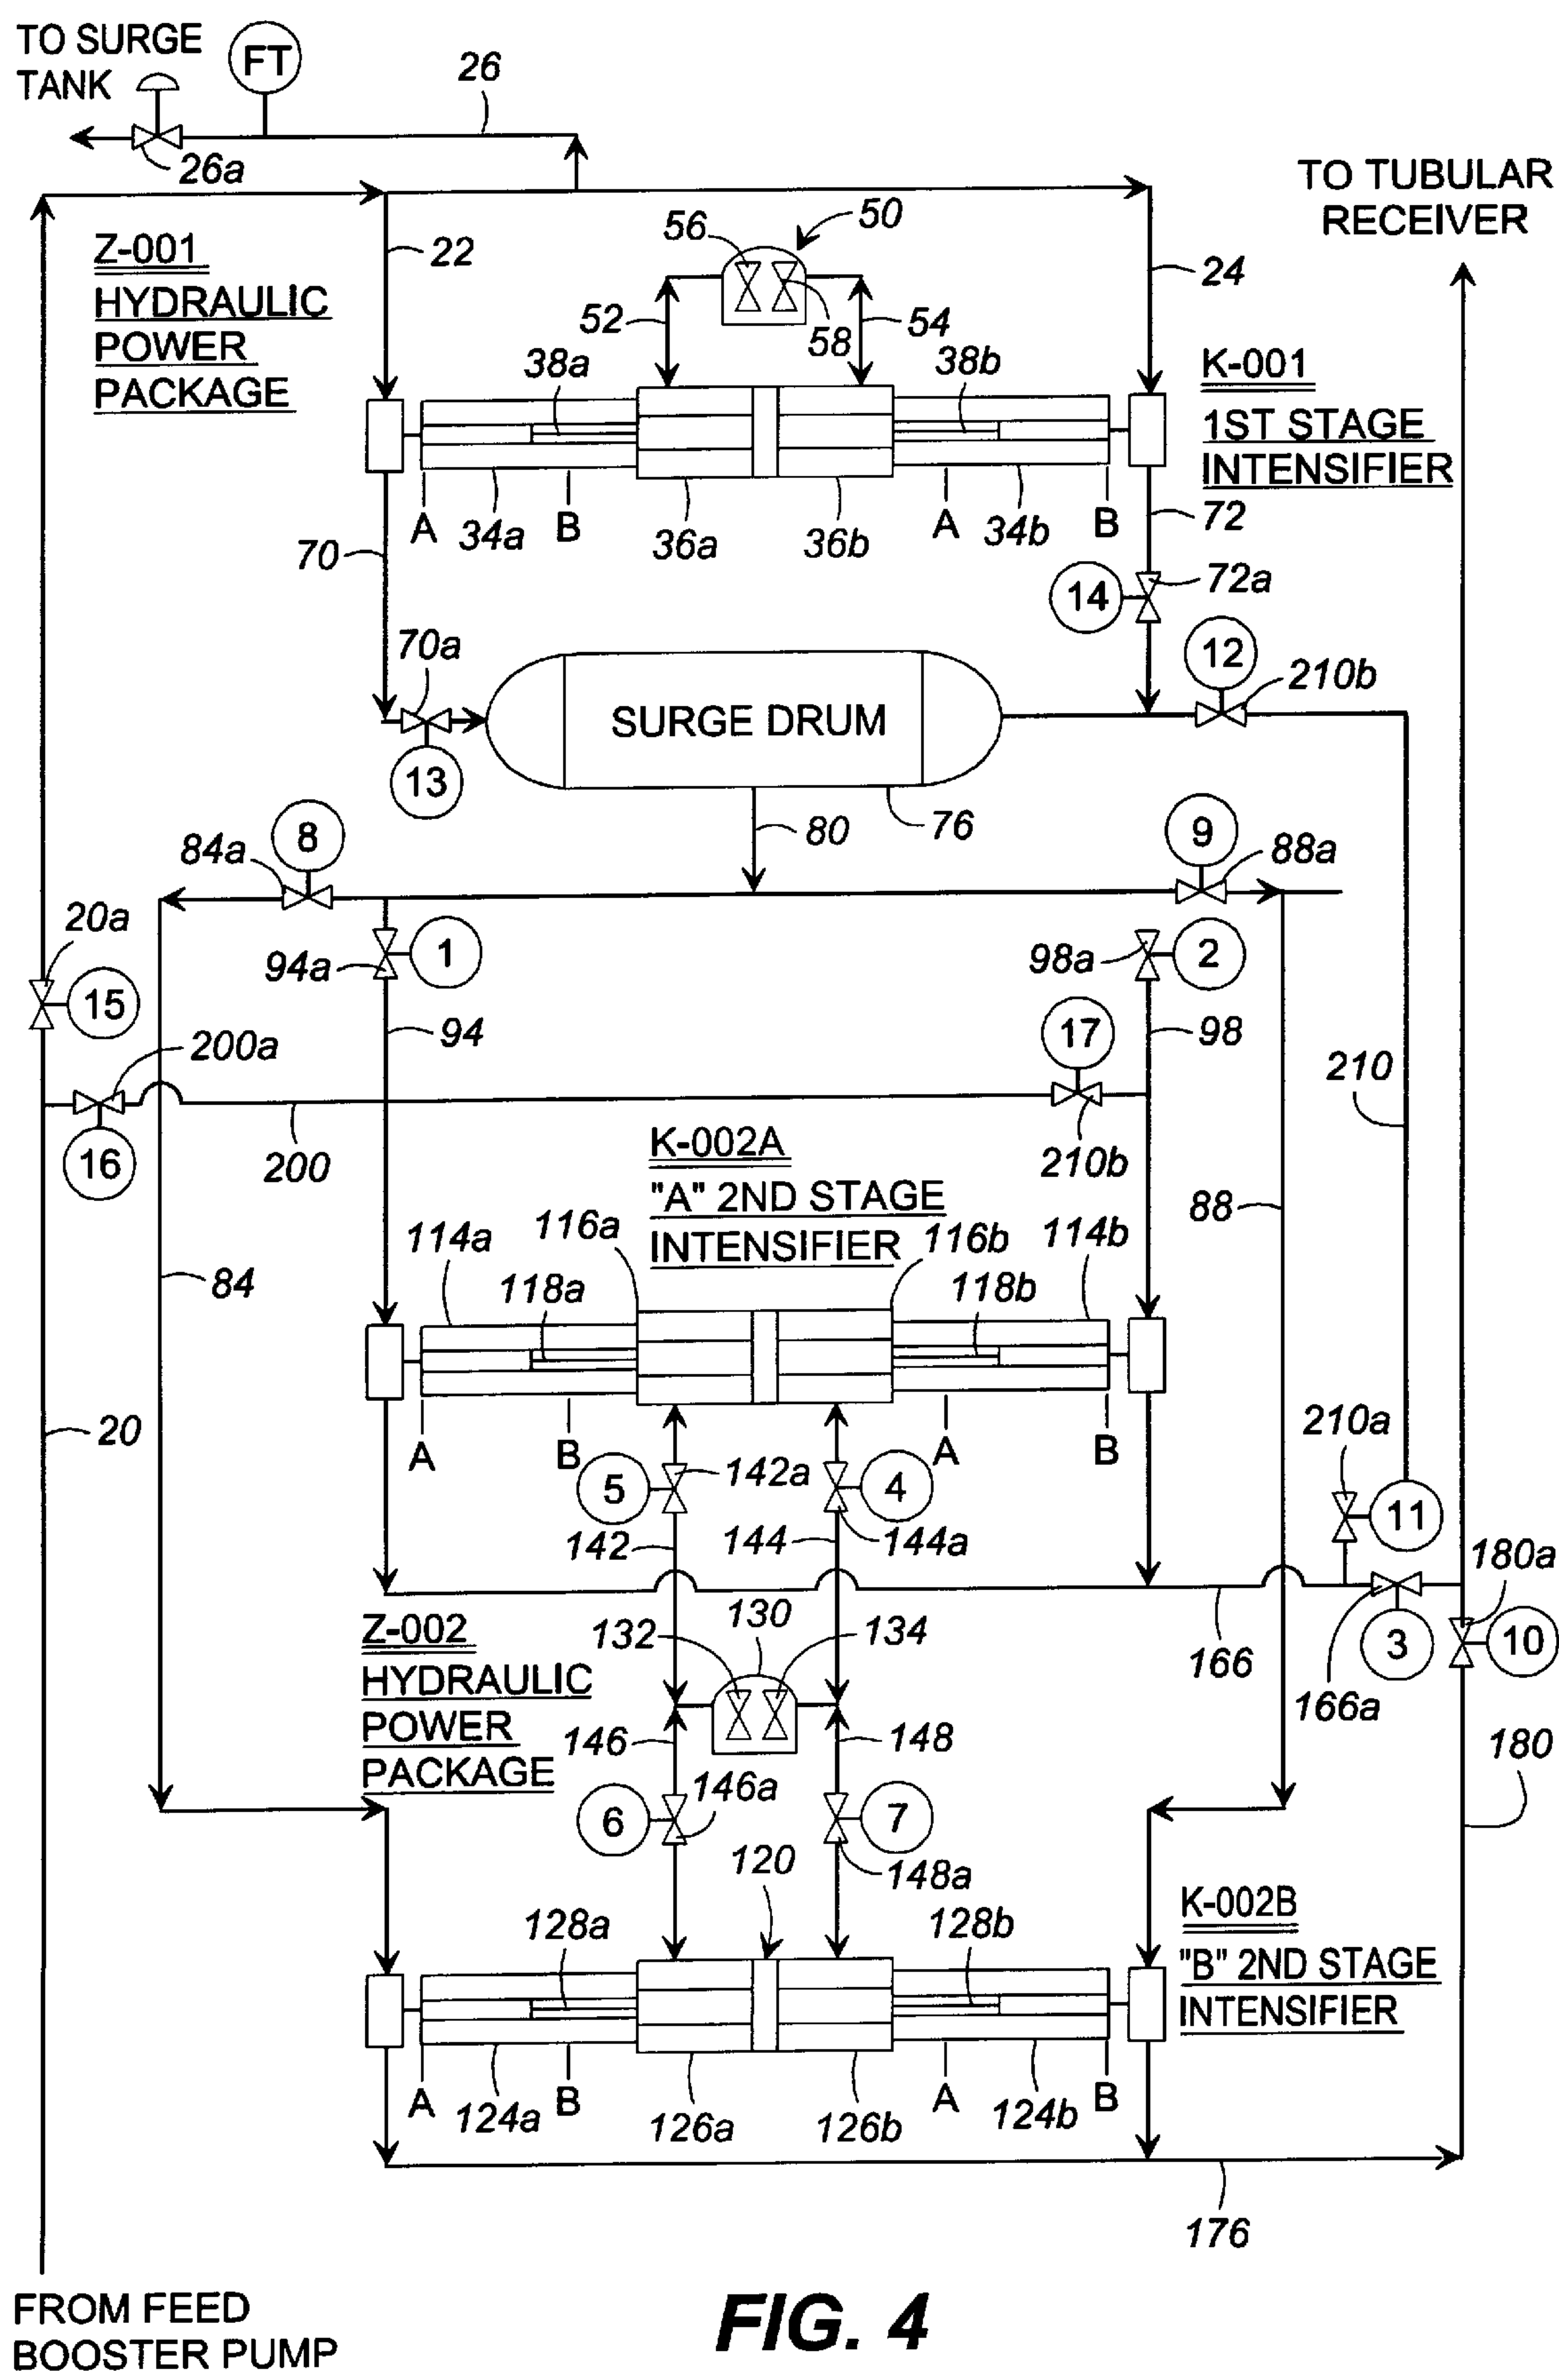 TO SURGE
TANK
FT
26
26a
TO TUBULAR
RECEIVER
Z-001
HYDRAULIC
POWER
PACKAGE
22
56
50
24
52
58
54
38a
38b
K-001
1ST STAGE
INTENSIFIER
A
34a
B
36a
36b
A
34b
B
72
70
14
72a
70a
12
210b
SURGE DRUM
13
80
76
8
84a
9
88a
20a
1
94a
98a
2
15
94
17
98
200a
210
16
200
K-002A
210b
"A" 2ND STAGE
INTENSIFIER
88
114a
116a
116b
114b
84
118a
118b
20
A
B
A
B
210a
5
142a
4
11
142
144
144a
180a
Z-002
HYDRAULIC
POWER
PACKAGE
132
130
134
166
3
10
166a
146
148
180
146a
6
7
120
148a
K-002B
"B" 2ND STAGE
INTENSIFIER
128a
128b
A
124a
B
126a
126b
A
124b
B
176
FROM FEED
BOOSTER PUMP
FIG. 4